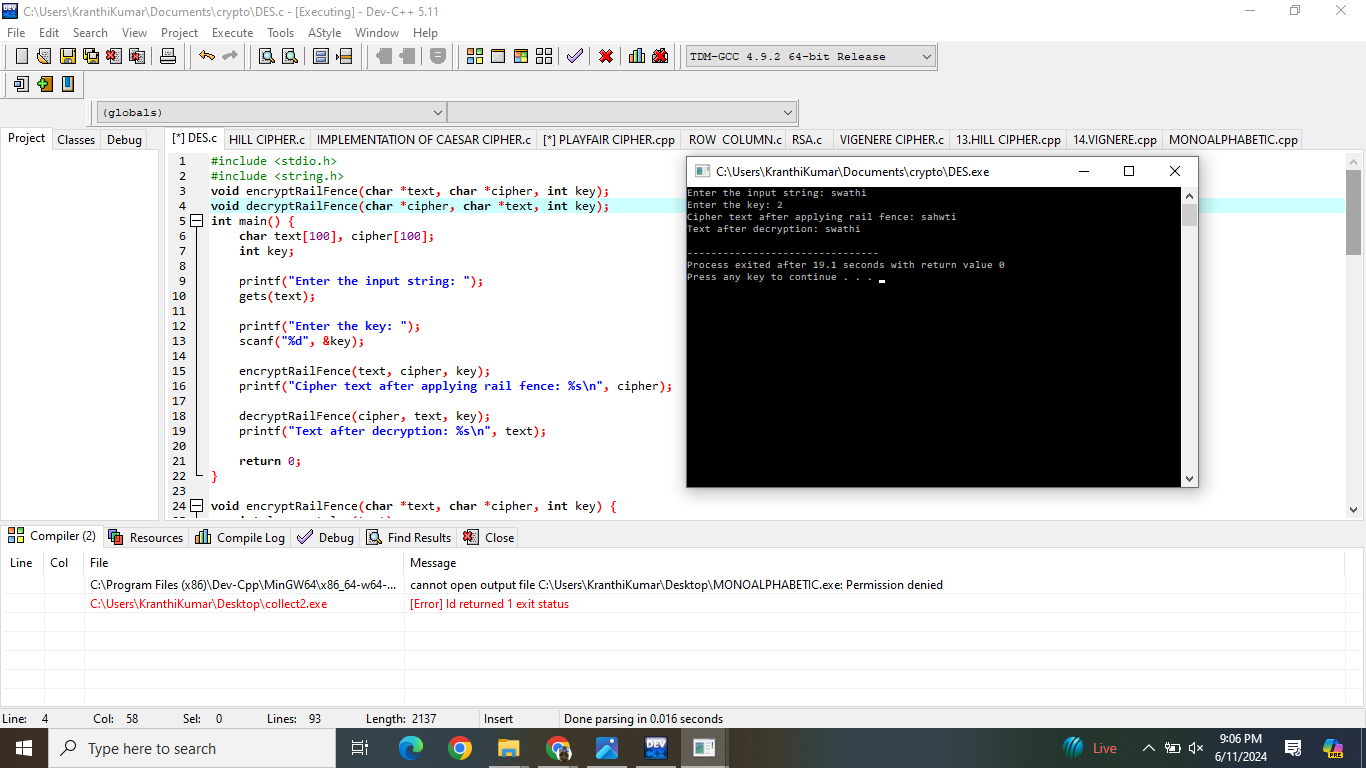 C:\Users\KranthiKumar\Documents\crypto\DES.c - [Executing] - Dev-C++ 5.11
File Edit Search View Project Execute Tools AStyle Window Help
TDM-GCC 4.9.2 64-bit Release
(globals)
Project Classes Debug
[*] DES.c HILL CIPHER.c IMPLEMENTATION OF CAESAR CIPHER.c [*] PLAYFAIR CIPHER.cpp ROW COLUMN.c RSA.c VIGENERE CIPHER.c 13.HILL CIPHER.cpp 14.VIGNERE.cpp MONOALPHABETIC.cpp
1 #include <stdio.h>
2 #include <string.h>
3 void encryptRailFence(char *text, char *cipher, int key);
4 void decryptRailFence(char *cipher, char *text, int key);
5 int main() {
6 char text[100], cipher[100];
7 int key;
8
9 printf("Enter the input string: ");
10 gets(text);
11
12 printf("Enter the key: ");
13 scanf("%d", &key);
14
15 encryptRailFence(text, cipher, key);
16 printf("Cipher text after applying rail fence: %s\n", cipher);
17
18 decryptRailFence(cipher, text, key);
19 printf("Text after decryption: %s\n", text);
20
21 return 0;
22 }
23
24 void encryptRailFence(char *text, char *cipher, int key) {
C:\Users\KranthiKumar\Documents\crypto\DES.exe
Enter the input string: swathi
Enter the key: 2
Cipher text after applying rail fence: sahwti
Text after decryption: swathi
--------------------------------
Process exited after 19.1 seconds with return value 0
Press any key to continue . . .
Compiler (2) Resources Compile Log Debug Find Results Close
Line Col File Message
C:\Program Files (x86)\Dev-Cpp\MinGW64\x86_64-w64-... cannot open output file C:\Users\KranthiKumar\Desktop\MONOALPHABETIC.exe: Permission denied
C:\Users\KranthiKumar\Desktop\collect2.exe [Error] ld returned 1 exit status
Line: 4 Col: 58 Sel: 0 Lines: 93 Length: 2137 Insert Done parsing in 0.016 seconds
Type here to search
DEV
Live
9:06 PM
6/11/2024
PRE